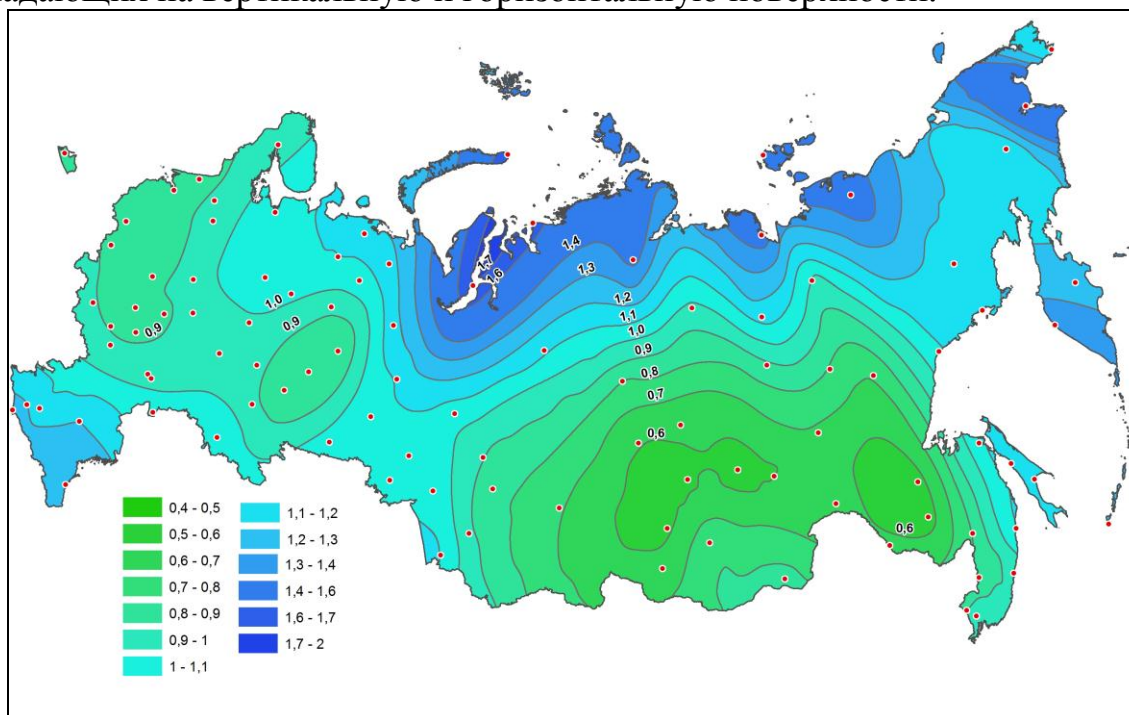 адающих на вертикальную и горизонтальную поверхности.
1,7
1,6
1,4
1,3
1,2
1,1
1,0
0,9
0,8
0,7
0,6
1,0
0,9
0,9
0,6
0,4 - 0,5
0,5 - 0,6
0,6 - 0,7
0,7 - 0,8
0,8 - 0,9
0,9 - 1
1 - 1,1
1,1 - 1,2
1,2 - 1,3
1,3 - 1,4
1,4 - 1,6
1,6 - 1,7
1,7 - 2